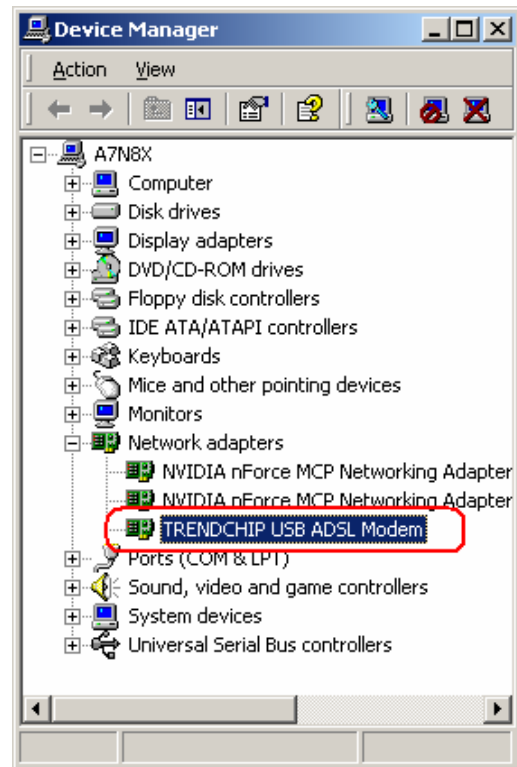 Device Manager
Action View
A7N8X
Computer
Disk drives
Display adapters
DVD/CD-ROM drives
Floppy disk controllers
IDE ATA/ATAPI controllers
Keyboards
Mice and other pointing devices
Monitors
Network adapters
NVIDIA nForce MCP Networking Adapter
NVIDIA nForce MCP Networking Adapter
TRENDCHIP USB ADSL Modem
Ports (COM & LPT)
Sound, video and game controllers
System devices
Universal Serial Bus controllers